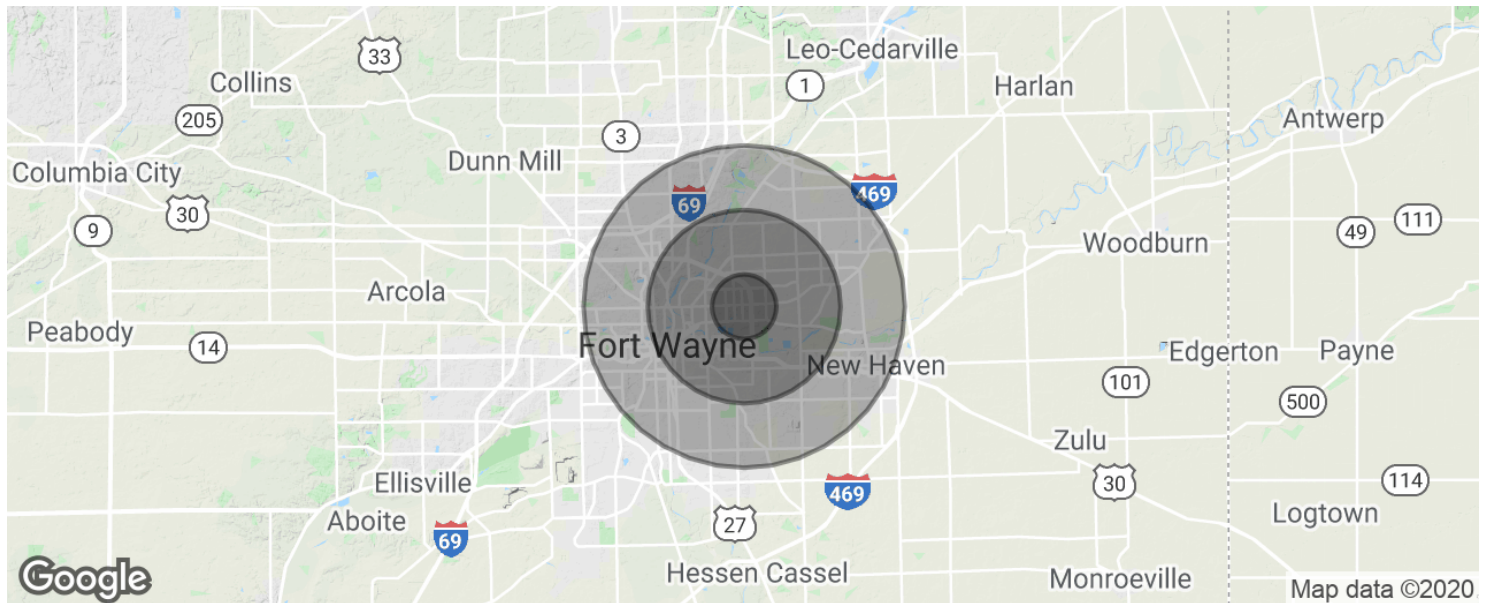 33
Leo-Cedarville
Collins
1
Harlan
205
3
Antwerp
Dunn Mill
Columbia City
69
469
30
9
111
49
Woodburn
Arcola
Peabody
14
Fort Wayne
New Haven
Edgerton
Payne
101
500
Zulu
Ellisville
469
30
114
Aboite
27
Logtown
69
Hessen Cassel
Monroeville
Google
Map data ©2020